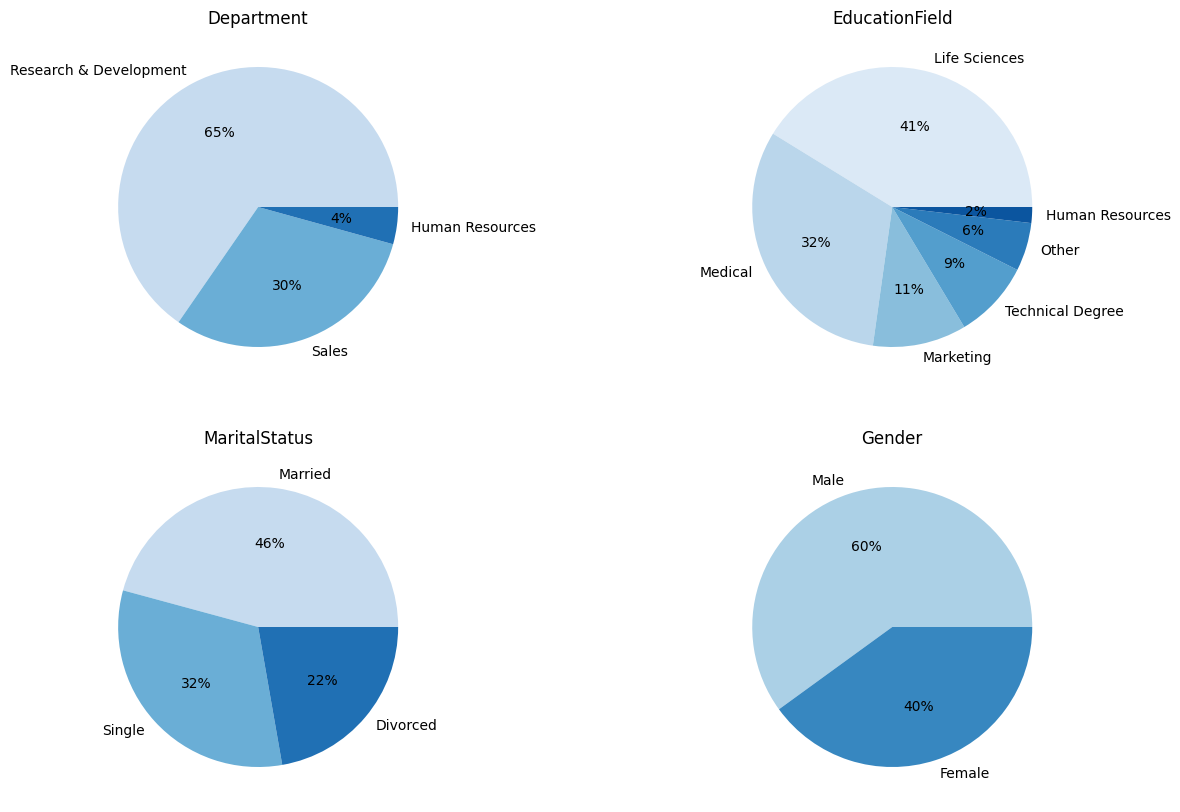 Department
Research & Development
65%
4%
Human Resources
30%
Sales
EducationField
Life Sciences
41%
2%
Human Resources
6%
Other
32%
9%
Medical
11%
Technical Degree
Marketing
MaritalStatus
Married
46%
32%
22%
Single
Divorced
Gender
Male
60%
40%
Female